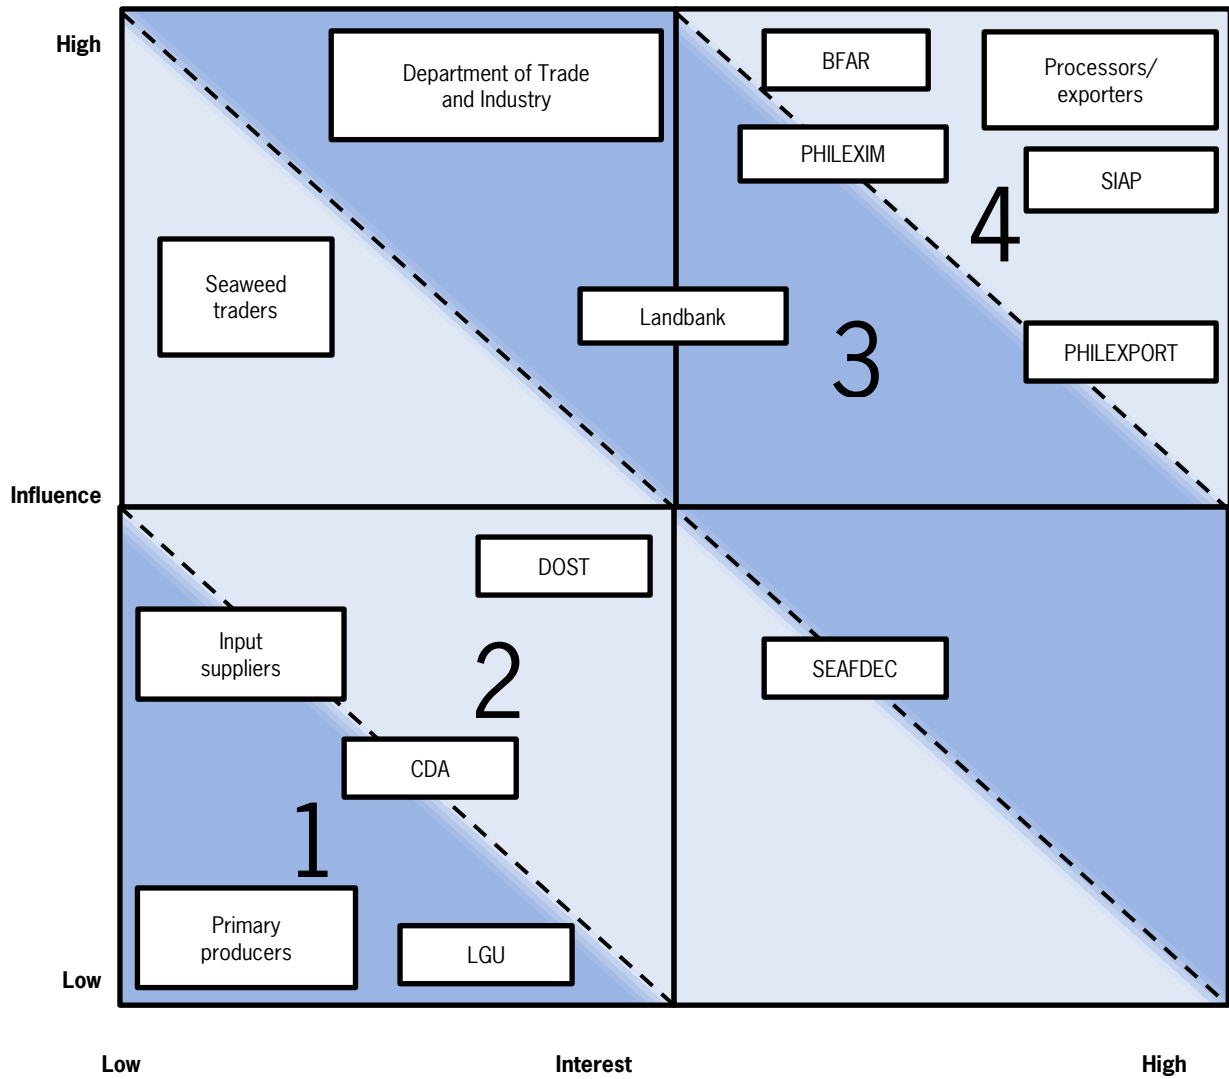 High
Department of Trade
and Industry
BFAR
Processors/
exporters
PHILEXIM
SIAP
4
Seaweed
traders
Landbank
3
PHILEXPORT
Influence
DOST
Input
suppliers
2
SEAFDEC
CDA
1
Primary
producers
LGU
Low
Low
Interest
High